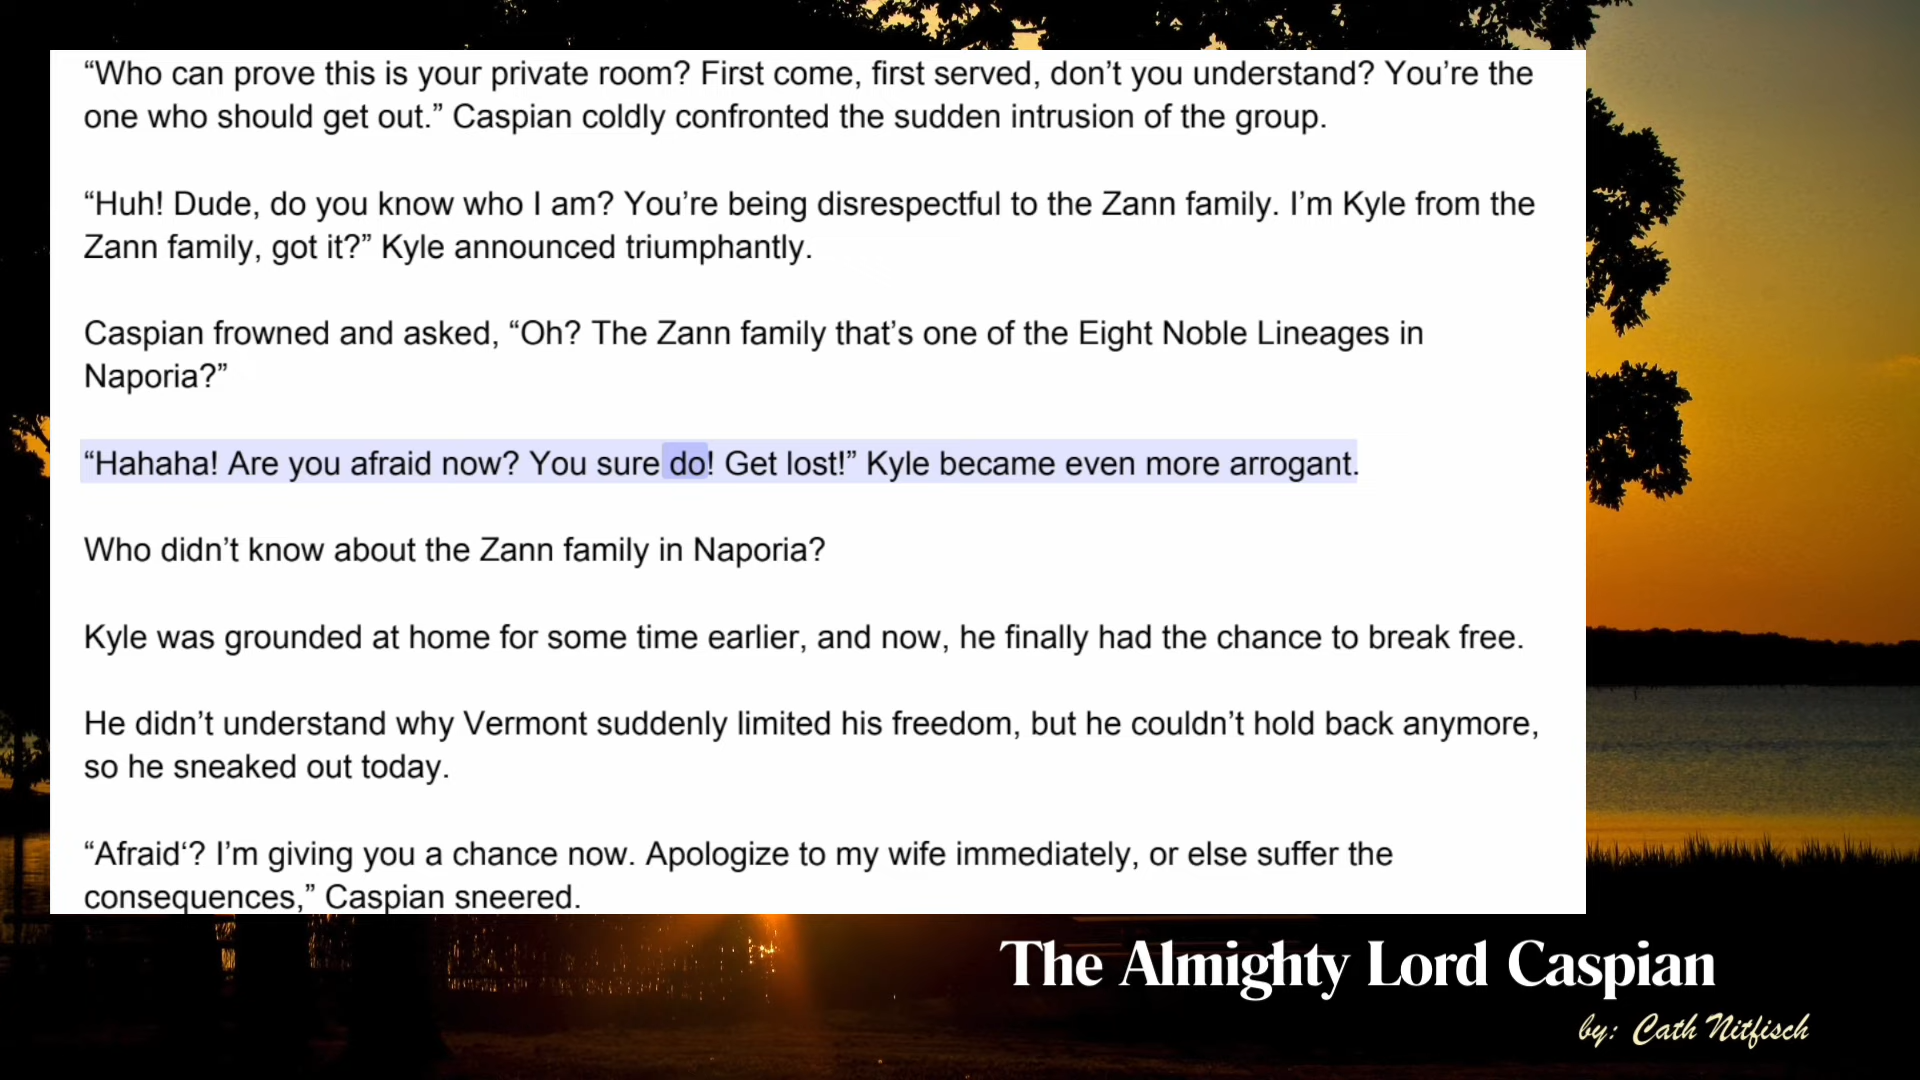 “Who can prove this is your private room? First come, first served, don’t you understand? You’re the
one who should get out.” Caspian coldly confronted the sudden intrusion of the group.
“Huh! Dude, do you know who I am? You’re being disrespectful to the Zann family. I’m Kyle from the
Zann family, got it?” Kyle announced triumphantly.
Caspian frowned and asked, “Oh? The Zann family that’s one of the Eight Noble Lineages in
Naporia?”
“Hahaha! Are you afraid now? You sure do! Get lost!” Kyle became even more arrogant.
Who didn’t know about the Zann family in Naporia?
Kyle was grounded at home for some time earlier, and now, he finally had the chance to break free.
He didn’t understand why Vermont suddenly limited his freedom, but he couldn’t hold back anymore,
so he sneaked out today.
“Afraid‘? I’m giving you a chance now. Apologize to my wife immediately, or else suffer the
consequences,” Caspian sneered.
The Almighty Lord Caspian
by: Cath Nitfisch